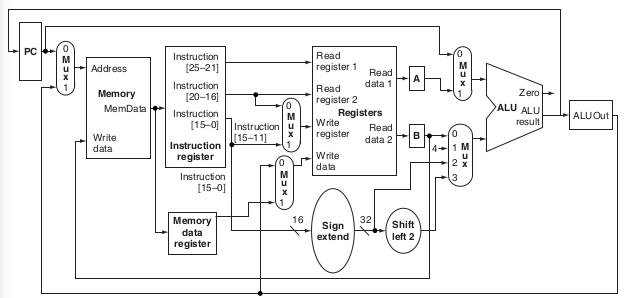 PC
0
M
u
x
1
Address
Memory
MemData
Write
data
Instruction
[25–21]
Instruction
[20–16]
Instruction
[15–0]
Instruction
register
Instruction
[15–0]
Memory
data
register
Instruction
[15–11]
0
M
u
x
1
0
M
u
x
1
Read
register 1
Read
register 2
Registers
Write
register
Write
data
Read
data 1
Read
data 2
16
Sign
extend
32
Shift
left 2
A
B
4
0
M
u
x
1
0
1
2
3
M
u
x
Zero
ALU
ALU
result
ALUOut